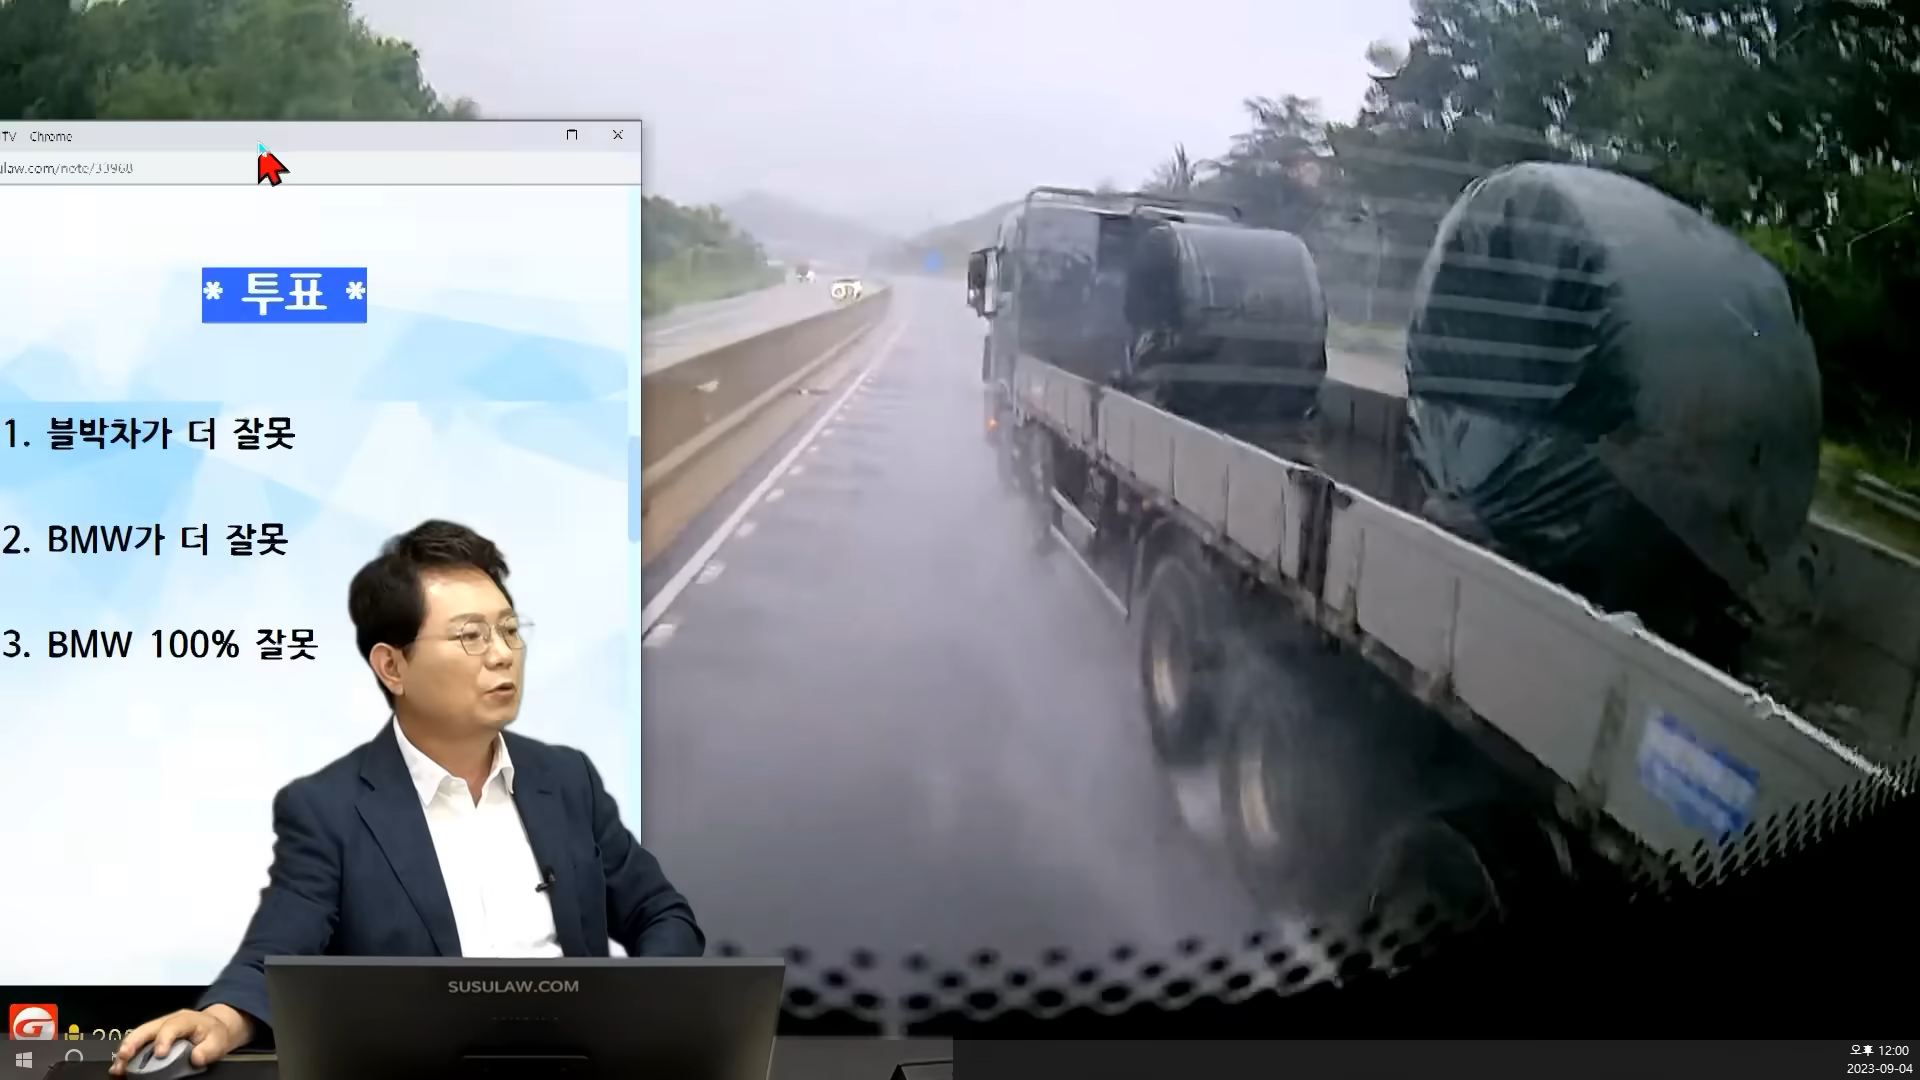 TV Chrome
ulaw.com/note/33968
* 투표 *
1. 블박차가 더 잘못
2. BMW가 더 잘못
3. BMW 100% 잘못
SUSULAW.COM
오후 12:00
2023-09-04